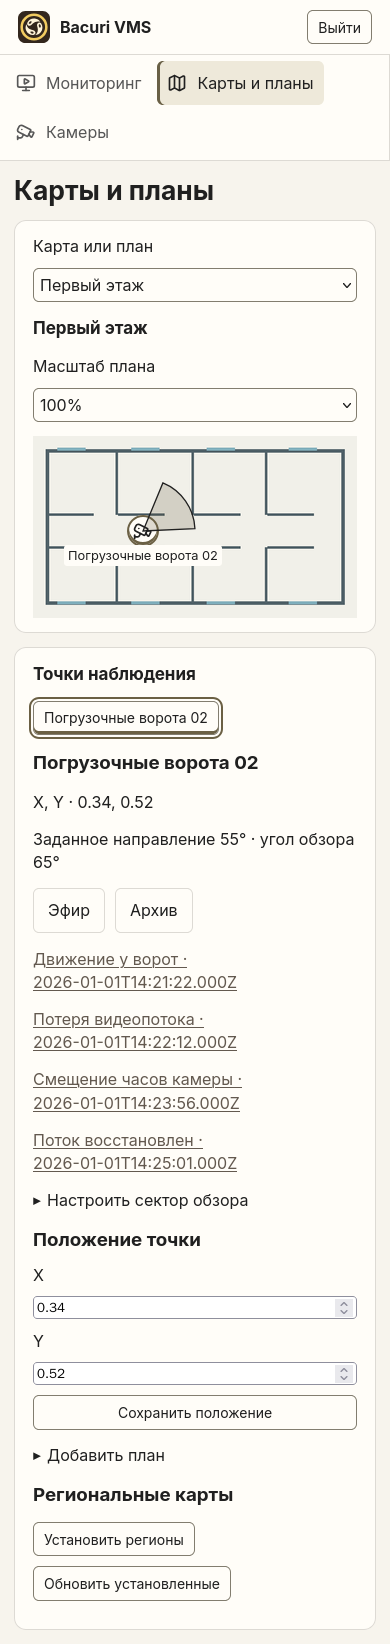 Bacuri VMS
Выйти
Мониторинг
Карты и планы
Камеры
Карты и планы
Карта или план
Первый этаж
Первый этаж
Масштаб плана
100%
Погрузочные ворота 02
Точки наблюдения
Погрузочные ворота 02
Погрузочные ворота 02
X, Y · 0.34, 0.52
Заданное направление 55° · угол обзора
65°
Эфир
Архив
Движение у ворот ·
2026-01-01T14:21:22.000Z
Потеря видеопотока ·
2026-01-01T14:22:12.000Z
Смещение часов камеры ·
2026-01-01T14:23:56.000Z
Поток восстановлен ·
2026-01-01T14:25:01.000Z
Настроить сектор обзора
Положение точки
X
0.34
Y
0.52
Сохранить положение
Добавить план
Региональные карты
Установить регионы
Обновить установленные